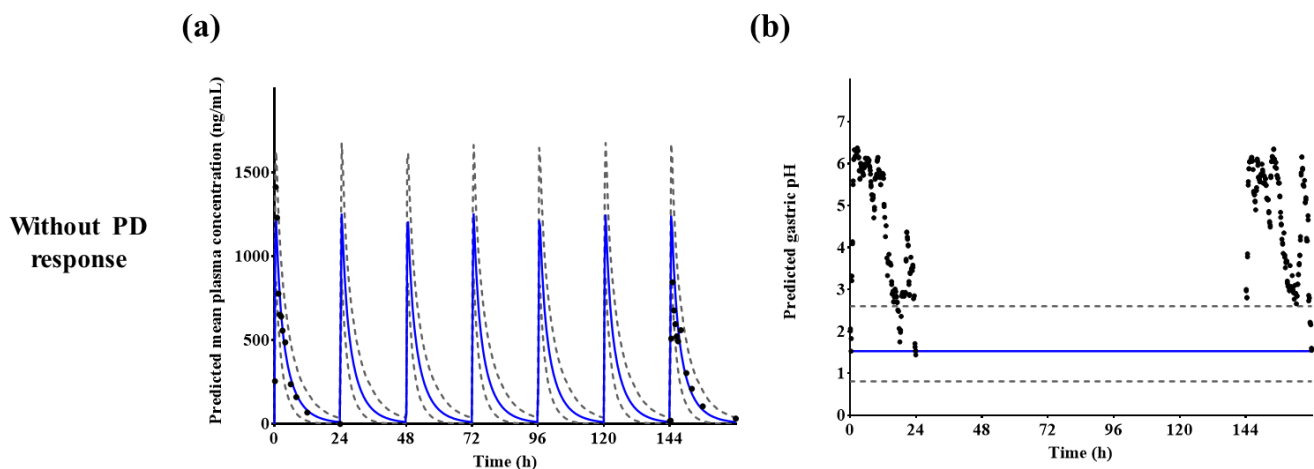 (a)
(b)
Without PD
response
Predicted mean plasma concentration (ng/mL)
1500
1000
500
0
0 24 48 72 96 120 144
Time (h)
Predicted gastric pH
7
6
5
4
3
2
1
0
0 24 48 72 96 120 144
Time (h)